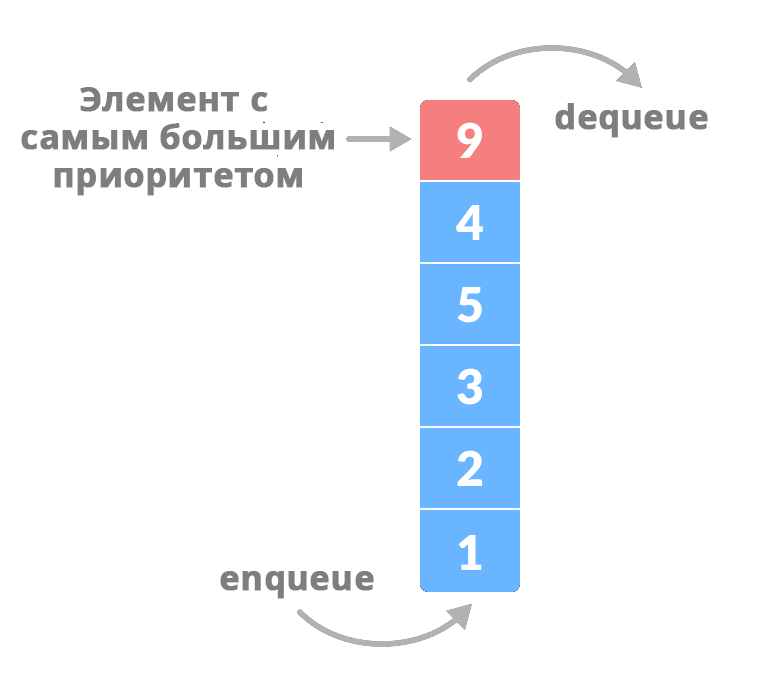 Элемент с
самым большим
приоритетом
dequeue
9
4
5
3
2
1
enqueue